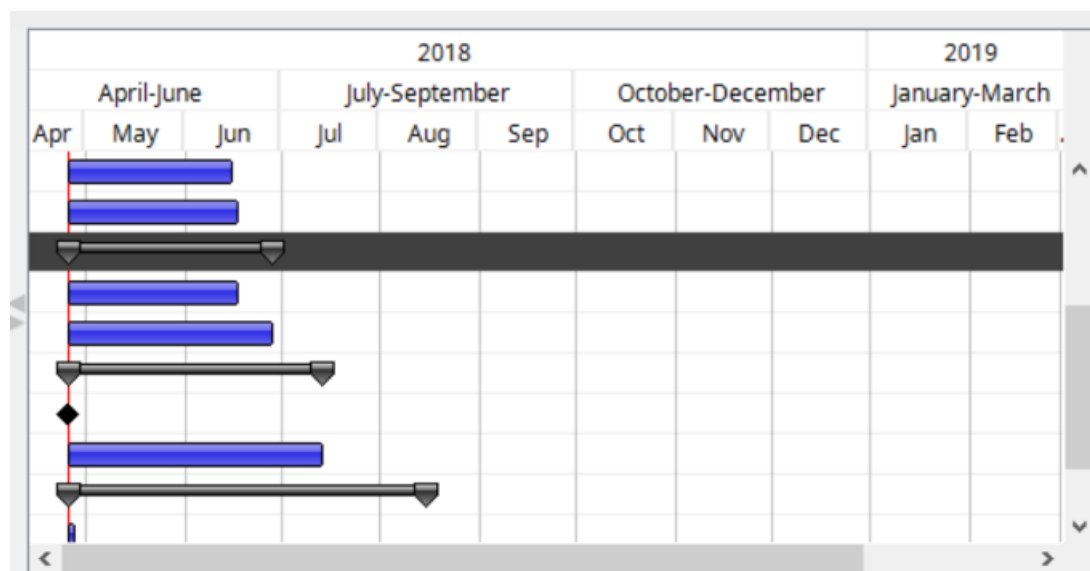 2018 2019
April-June July-September October-December January-March
Apr May Jun Jul Aug Sep Oct Nov Dec Jan Feb